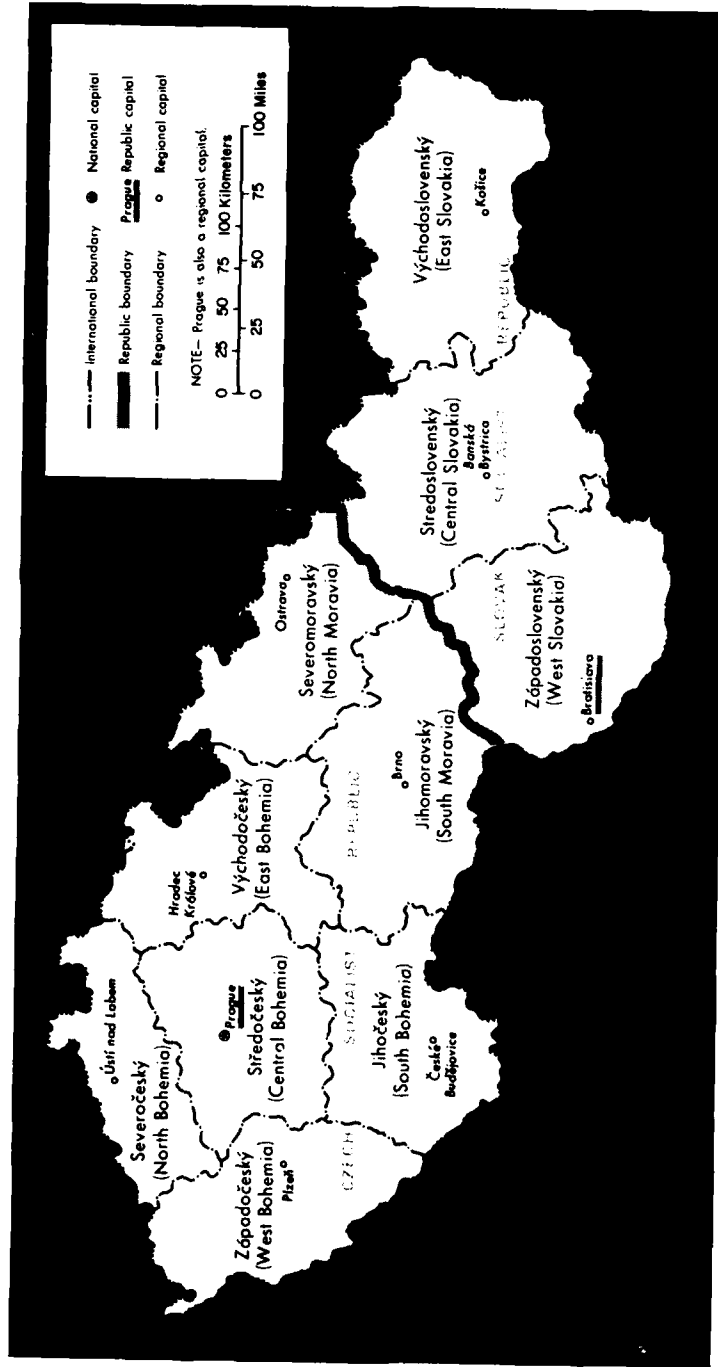 International boundary
National capital
Republic boundary
Prague Republic capital
Regional boundary
Regional capital
NOTE– Prague is also a regional capital.
0 25 50 75 100 Kilometers
0 25 50 75 100 Miles
Ústí nad Labem
Severočeský
(North Bohemia)
Západočeský
(West Bohemia)
Plzeň
Prague
Středočeský
(Central Bohemia)
Hradec
Králové
Východočeský
(East Bohemia)
Ostrava
Severomoravský
(North Moravia)
CZECH SOCIALIST REPUBLIC
Jihočeský
(South Bohemia)
České
Budějovice
Brno
Jihomoravský
(South Moravia)
Západoslovenský
(West Slovakia)
Bratislava
Stredoslovenský
(Central Slovakia)
Banská
Bystrica
Východoslovenský
(East Slovakia)
Košice
SLOVAK SOCIALIST REPUBLIC